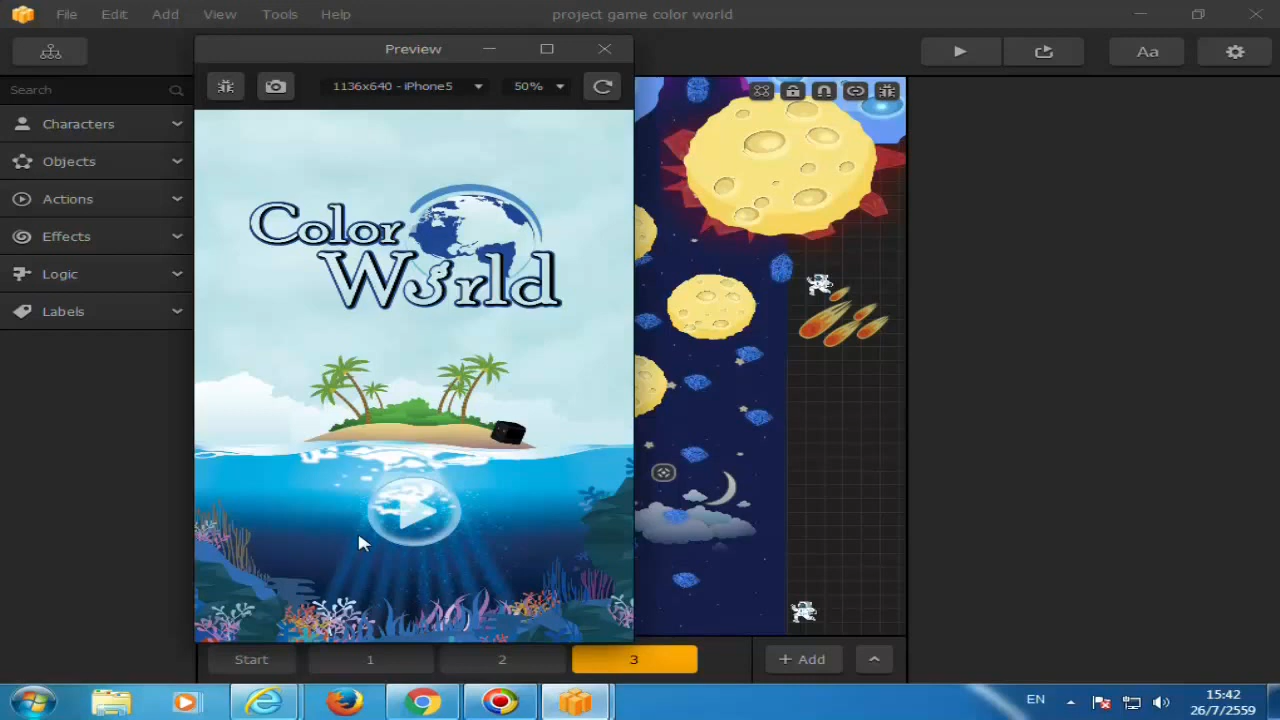 File Edit Add View Tools Help project game color world
Preview
Aa
1136x640 - iPhone5 50%
Search
Characters
Objects
Actions
Effects
Logic
Labels
Color
World
Start 1 2 3 + Add
EN
15:42
26/7/2559